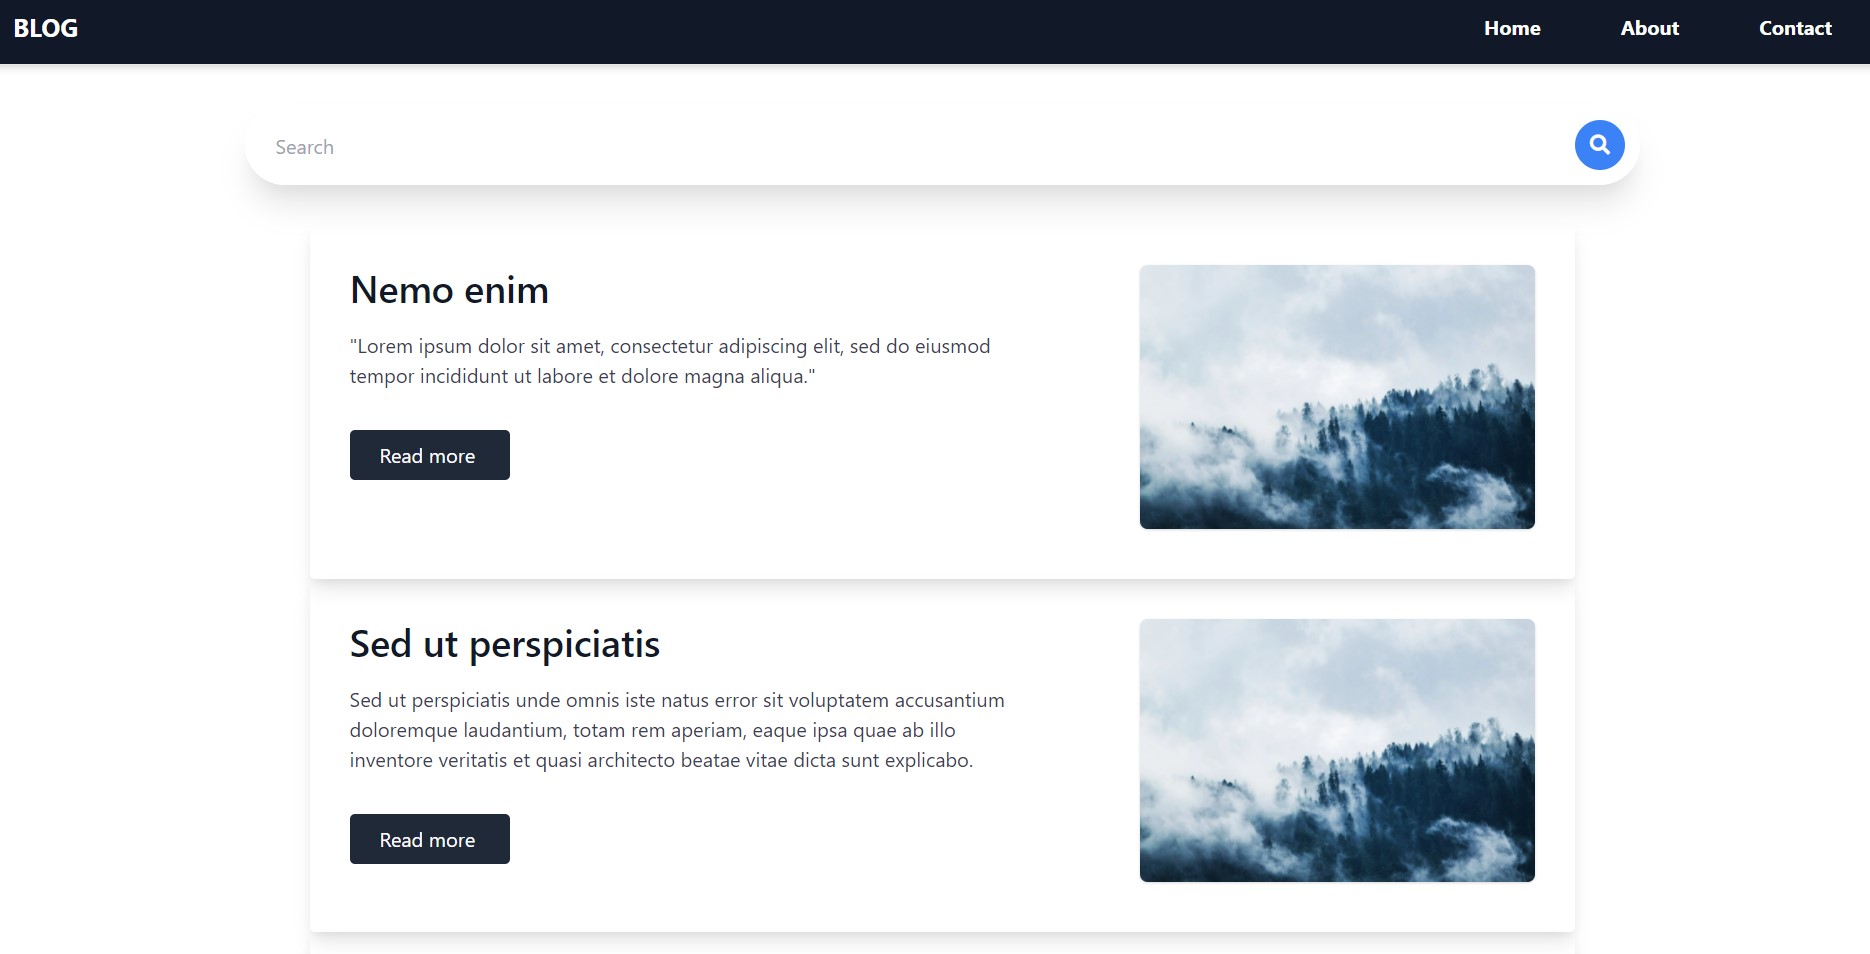 BLOG
Home
About
Contact
Search
Nemo enim
"Lorem ipsum dolor sit amet, consectetur adipiscing elit, sed do eiusmod
tempor incididunt ut labore et dolore magna aliqua."
Read more
Sed ut perspiciatis
Sed ut perspiciatis unde omnis iste natus error sit voluptatem accusantium
doloremque laudantium, totam rem aperiam, eaque ipsa quae ab illo
inventore veritatis et quasi architecto beatae vitae dicta sunt explicabo.
Read more